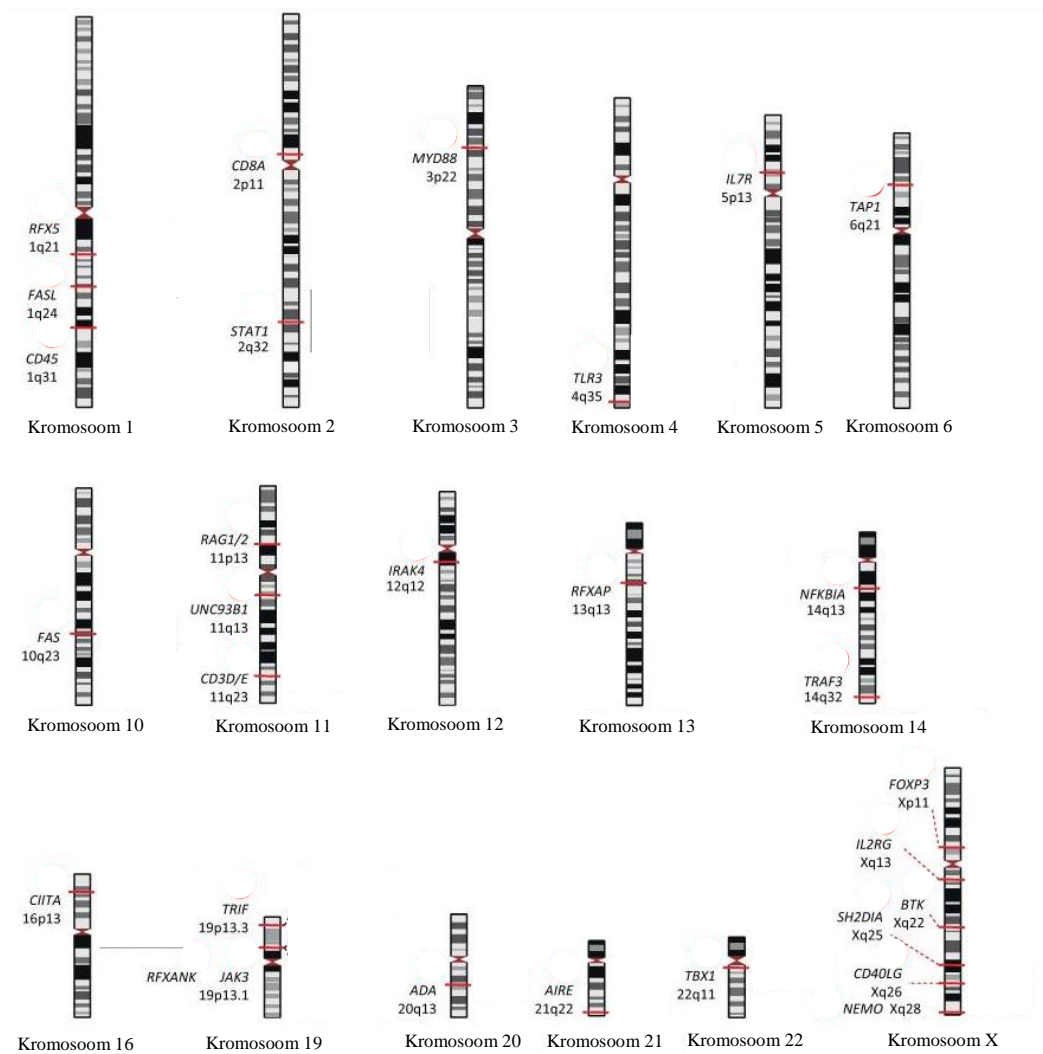 RFX5
1q21
FASL
1q24
CD45
1q31
Kromosoom 1
CD8A
2p11
STAT1
2q32
Kromosoom 2
MYD88
3p22
Kromosoom 3
TLR3
4q35
Kromosoom 4
IL7R
5p13
Kromosoom 5
TAP1
6q21
Kromosoom 6
FAS
10q23
Kromosoom 10
RAG1/2
11p13
UNC93B1
11q13
CD3D/E
11q23
Kromosoom 11
IRAK4
12q12
Kromosoom 12
RFXAP
13q13
Kromosoom 13
NFKBIA
14q13
TRAF3
14q32
Kromosoom 14
CIITA
16p13
Kromosoom 16
TRIF
19p13.3
RFXANK JAK3
19p13.1
Kromosoom 19
ADA
20q13
Kromosoom 20
AIRE
21q22
Kromosoom 21
TBX1
22q11
Kromosoom 22
FOXP3
Xp11
IL2RG
Xq13
BTK
Xq22
SH2DIA
Xq25
CD40LG
Xq26
NEMO Xq28
Kromosoom X